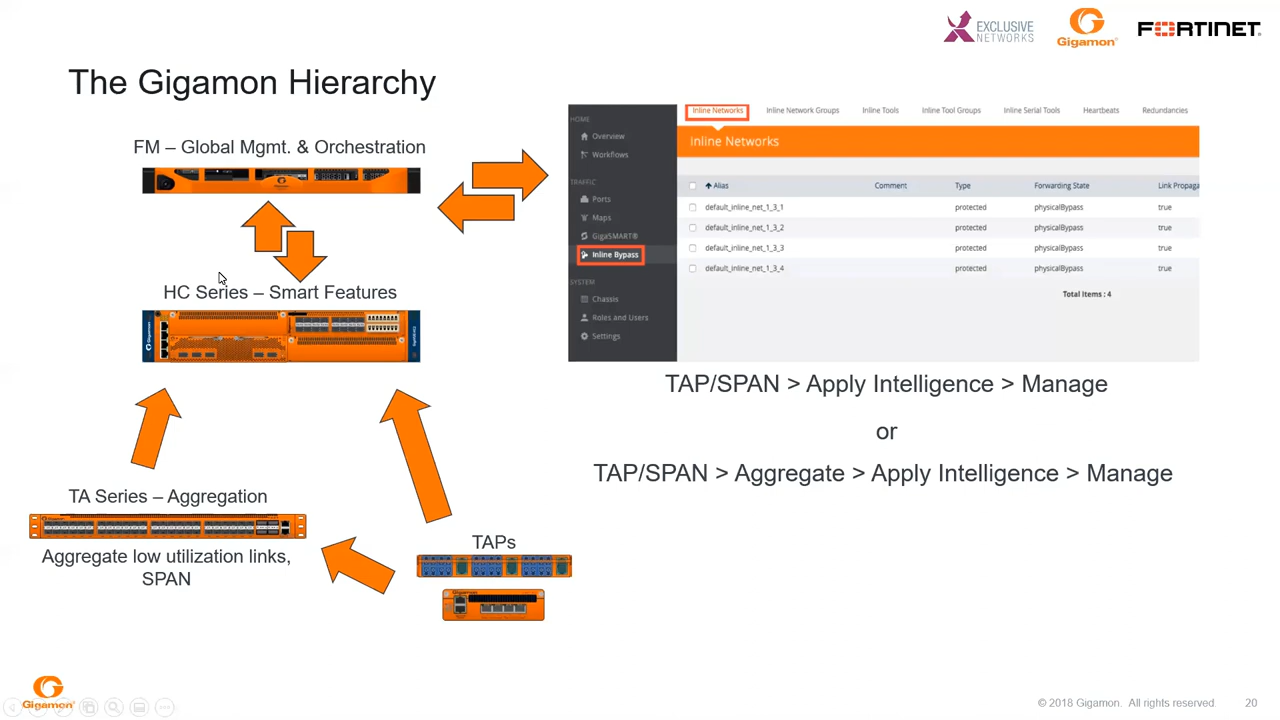 EXCLUSIVE
NETWORKS
Gigamon®
FORTINET®
The Gigamon Hierarchy
FM – Global Mgmt. & Orchestration
HC Series – Smart Features
Gigamon
TA Series – Aggregation
Aggregate low utilization links,
SPAN
TAPs
Gigamon
HOME
Overview
Workflows
TRAFFIC
Ports
Maps
GigaSMART®
Inline Bypass
SYSTEM
Chassis
Roles and Users
Settings
Inline Networks Inline Network Groups Inline Tools Inline Tool Groups Inline Serial Tools Heartbeats Redundancies
Inline Networks
Alias Comment Type Forwarding State Link Propaga
default_inline_net_1_3_1 protected physicalBypass true
default_inline_net_1_3_2 protected physicalBypass true
default_inline_net_1_3_3 protected physicalBypass true
default_inline_net_1_3_4 protected physicalBypass true
Total Items : 4
TAP/SPAN > Apply Intelligence > Manage
or
TAP/SPAN > Aggregate > Apply Intelligence > Manage
Gigamon®
© 2018 Gigamon. All rights reserved. 20